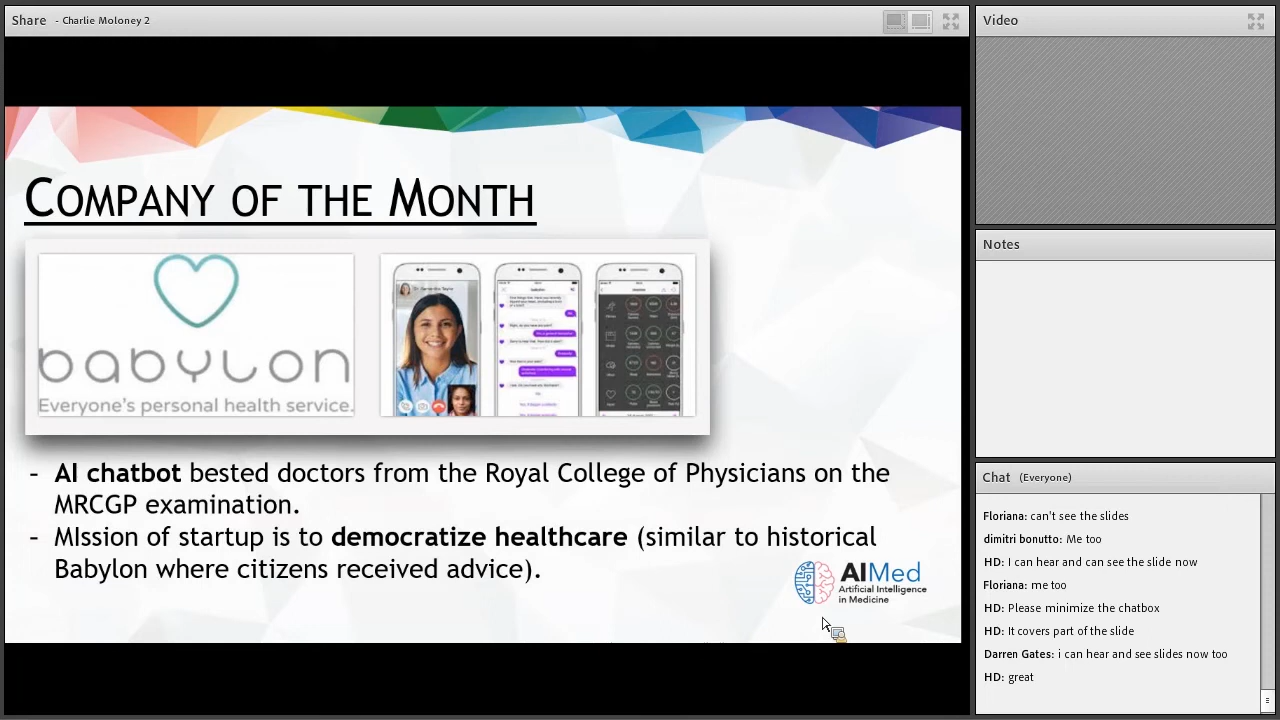 Share - Charlie Moloney 2
COMPANY OF THE MONTH
babylon
Everyone's personal health service.
- AI chatbot bested doctors from the Royal College of Physicians on the
MRCGP examination.
- MIssion of startup is to democratize healthcare (similar to historical
Babylon where citizens received advice).
AIMed
Artificial Intelligence
in Medicine
Video
Notes
Chat (Everyone)
Floriana: can't see the slides
dimitri bonutto: Me too
HD: I can hear and can see the slide now
Floriana: me too
HD: Please minimize the chatbox
HD: It covers part of the slide
Darren Gates: i can hear and see slides now too
HD: great